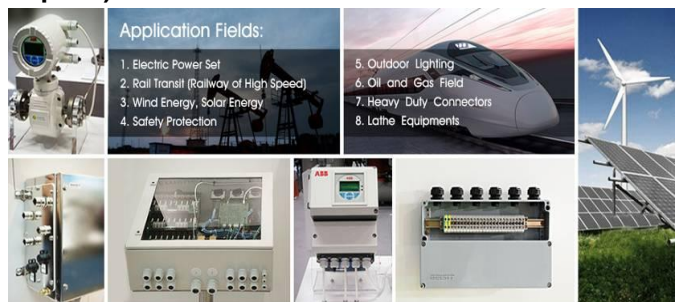 Application Fields:
1. Electric Power Set
2. Rail Transit (Railway of High Speed)
3. Wind Energy, Solar Energy
4. Safety Protection
5. Outdoor Lighting
6. Oil and Gas Field
7. Heavy Duty Connectors
8. Lathe Equipments
ABB